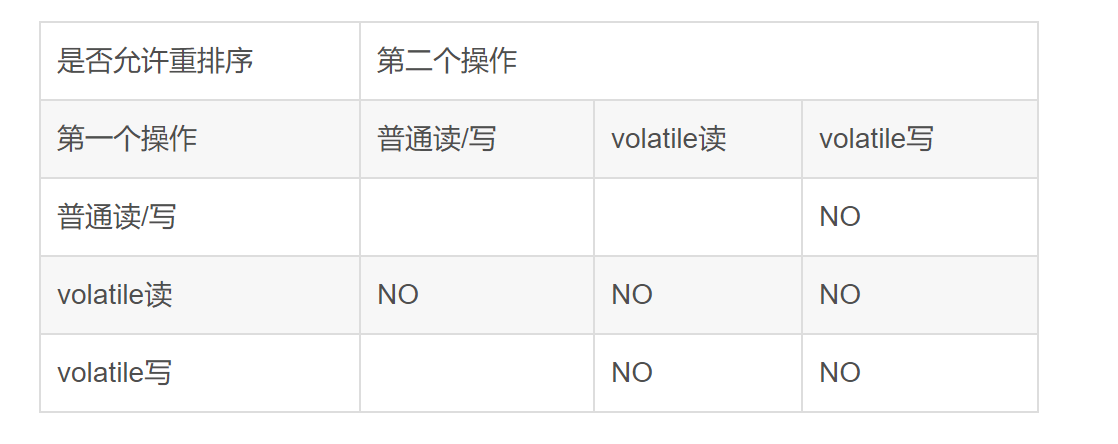 是否允许重排序 第二个操作
第一个操作 普通读/写 volatile读 volatile写
普通读/写 NO
volatile读 NO NO NO
volatile写 NO NO